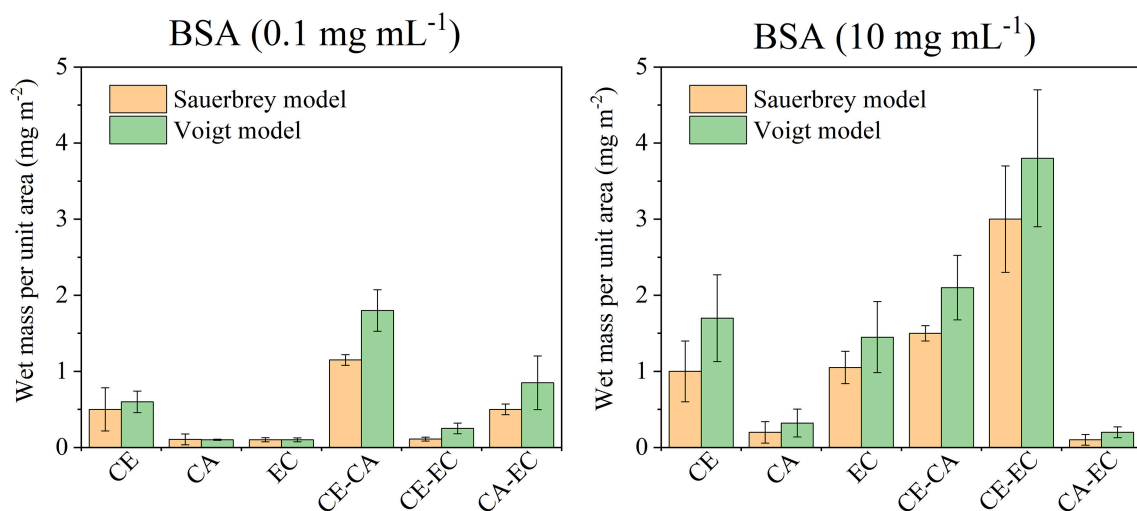 BSA (0.1 mg mL⁻¹)
Wet mass per unit area (mg m⁻²)
5
4
3
2
1
0
Sauerbrey model
Voigt model
CE
CA
EC
CE-CA
CE-EC
CA-EC
BSA (10 mg mL⁻¹)
Wet mass per unit area (mg m⁻²)
5
4
3
2
1
0
Sauerbrey model
Voigt model
CE
CA
EC
CE-CA
CE-EC
CA-EC